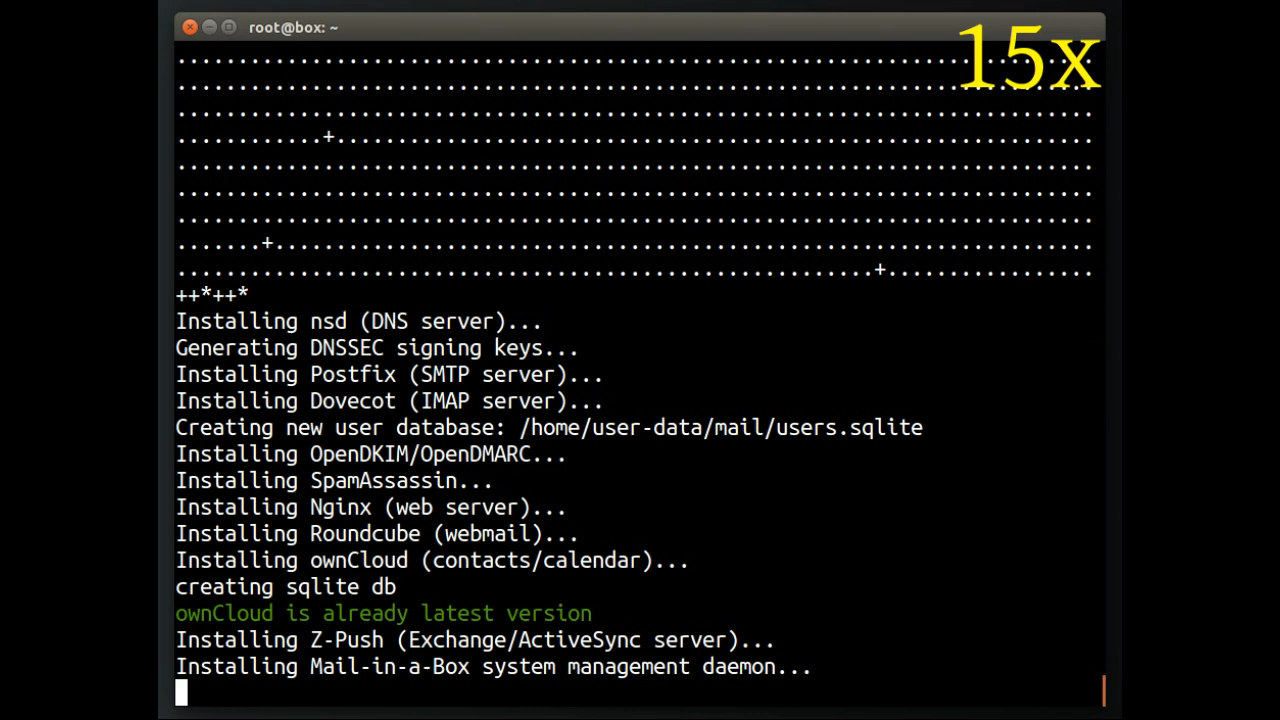 root@box: ~
15x
...........................................................................
...........................................................................
...........................................................................
............+..............................................................
...........................................................................
...........................................................................
...........................................................................
.......+...................................................................
.........................................................+.................
++*++*
Installing nsd (DNS server)...
Generating DNSSEC signing keys...
Installing Postfix (SMTP server)...
Installing Dovecot (IMAP server)...
Creating new user database: /home/user-data/mail/users.sqlite
Installing OpenDKIM/OpenDMARC...
Installing SpamAssassin...
Installing Nginx (web server)...
Installing Roundcube (webmail)...
Installing ownCloud (contacts/calendar)...
creating sqlite db
ownCloud is already latest version
Installing Z-Push (Exchange/ActiveSync server)...
Installing Mail-in-a-Box system management daemon...